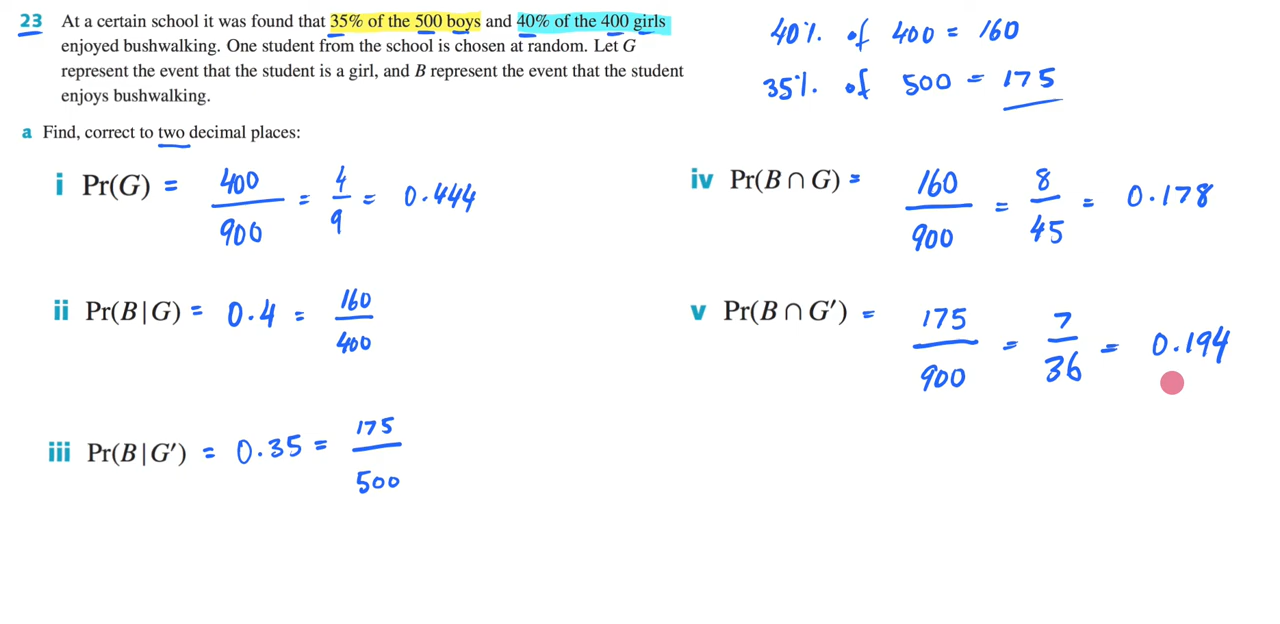 23 At a certain school it was found that 35% of the 500 boys and 40% of the 400 girls
enjoyed bushwalking. One student from the school is chosen at random. Let G
represent the event that the student is a girl, and B represent the event that the student
enjoys bushwalking.
40% of 400 = 160
35% of 500 = 175
a Find, correct to two decimal places:
i Pr(G) = 400/900 = 4/9 = 0.444
ii Pr(B|G) = 0.4 = 160/400
iii Pr(B|G′) = 0.35 = 175/500
iv Pr(B ∩ G) = 160/900 = 8/45 = 0.178
v Pr(B ∩ G′) = 175/900 = 7/36 = 0.194